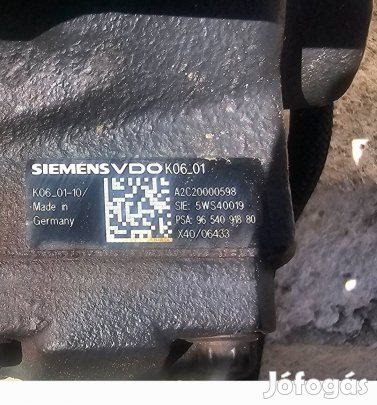 SIEMENS VDO K06_01
K06_01-10/ A2C20000598
Made in SIE: 5WS40019
Germany PSA: 96 540 918 80
X40/06433
Jófogás